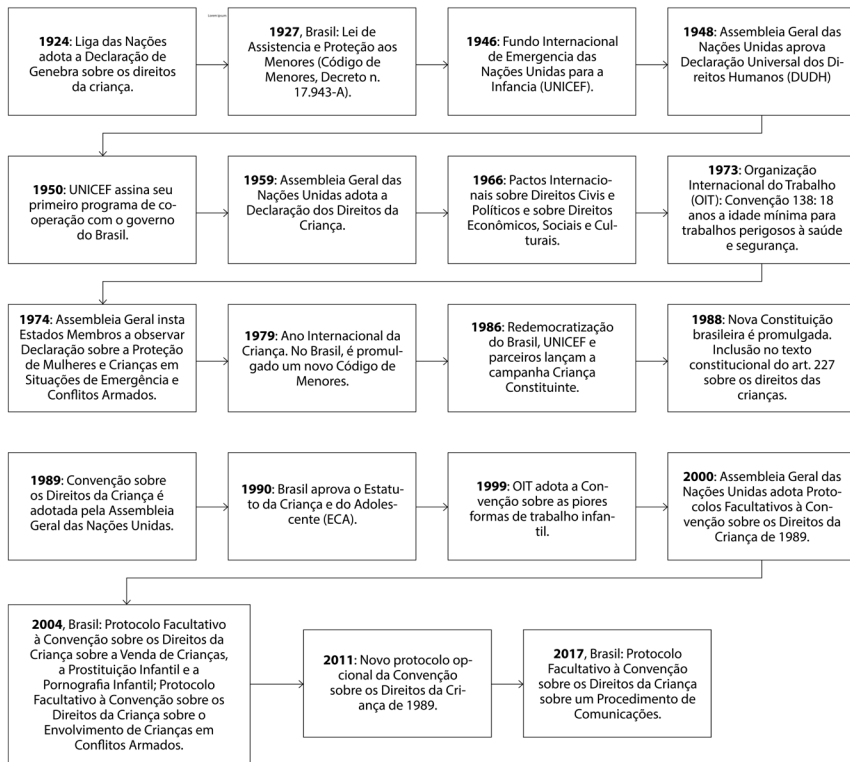 Lorem ipsum
1924: Liga das Nações
adota a Declaração de
Genebra sobre os direitos
da criança.
1927, Brasil: Lei de
Assistencia e Proteção aos
Menores (Código de
Menores, Decreto n.
17.943-A).
1946: Fundo Internacional
de Emergencia das
Nações Unidas para a
Infancia (UNICEF).
1948: Assembleia Geral das
Nações Unidas aprova
Declaração Universal dos Di-
reitos Humanos (DUDH)
1950: UNICEF assina seu
primeiro programa de co-
operação com o governo
do Brasil.
1959: Assembleia Geral das
Nações Unidas adota a
Declaração dos Direitos da
Criança.
1966: Pactos Internacio-
nais sobre Direitos Civis e
Políticos e sobre Direitos
Econômicos, Sociais e Cul-
turais.
1973: Organização
Internacional do Trabalho
(OIT): Convenção 138: 18
anos a idade mínima para
trabalhos perigosos à saúde
e segurança.
1974: Assembleia Geral insta
Estados Membros a observar
Declaração sobre a Proteção
de Mulheres e Crianças em
Situações de Emergência e
Conflitos Armados.
1979: Ano Internacional da
Criança. No Brasil, é promul-
gado um novo Código de
Menores.
1986: Redemocratização
do Brasil, UNICEF e
parceiros lançam a
campanha Criança
Constituinte.
1988: Nova Constituição
brasileira é promulgada.
Inclusão no texto
constitucional do art. 227
sobre os direitos das
crianças.
1989: Convenção sobre
os Direitos da Criança é
adotada pela Assembleia
Geral das Nações Unidas.
1990: Brasil aprova o Estatu-
to da Criança e do Adoles-
cente (ECA).
1999: OIT adota a Con-
venção sobre as piores
formas de trabalho infan-
til.
2000: Assembleia Geral das
Nações Unidas adota Proto-
colos Facultativos à Con-
venção sobre os Direitos da
Criança de 1989.
2004, Brasil: Protocolo Facultativo
à Convenção sobre os Direitos da
Criança sobre a Venda de Crianças,
a Prostituição Infantil e a
Pornografia Infantil; Protocolo
Facultativo à Convenção sobre os
Direitos da Criança sobre o
Envolvimento de Crianças em
Conflitos Armados.
2011: Novo protocolo op-
cional da Convenção
sobre os Direitos da Cri-
ança de 1989.
2017, Brasil: Protocolo
Facultativo à Convenção
sobre os Direitos da Criança
sobre um Procedimento de
Comunicações.